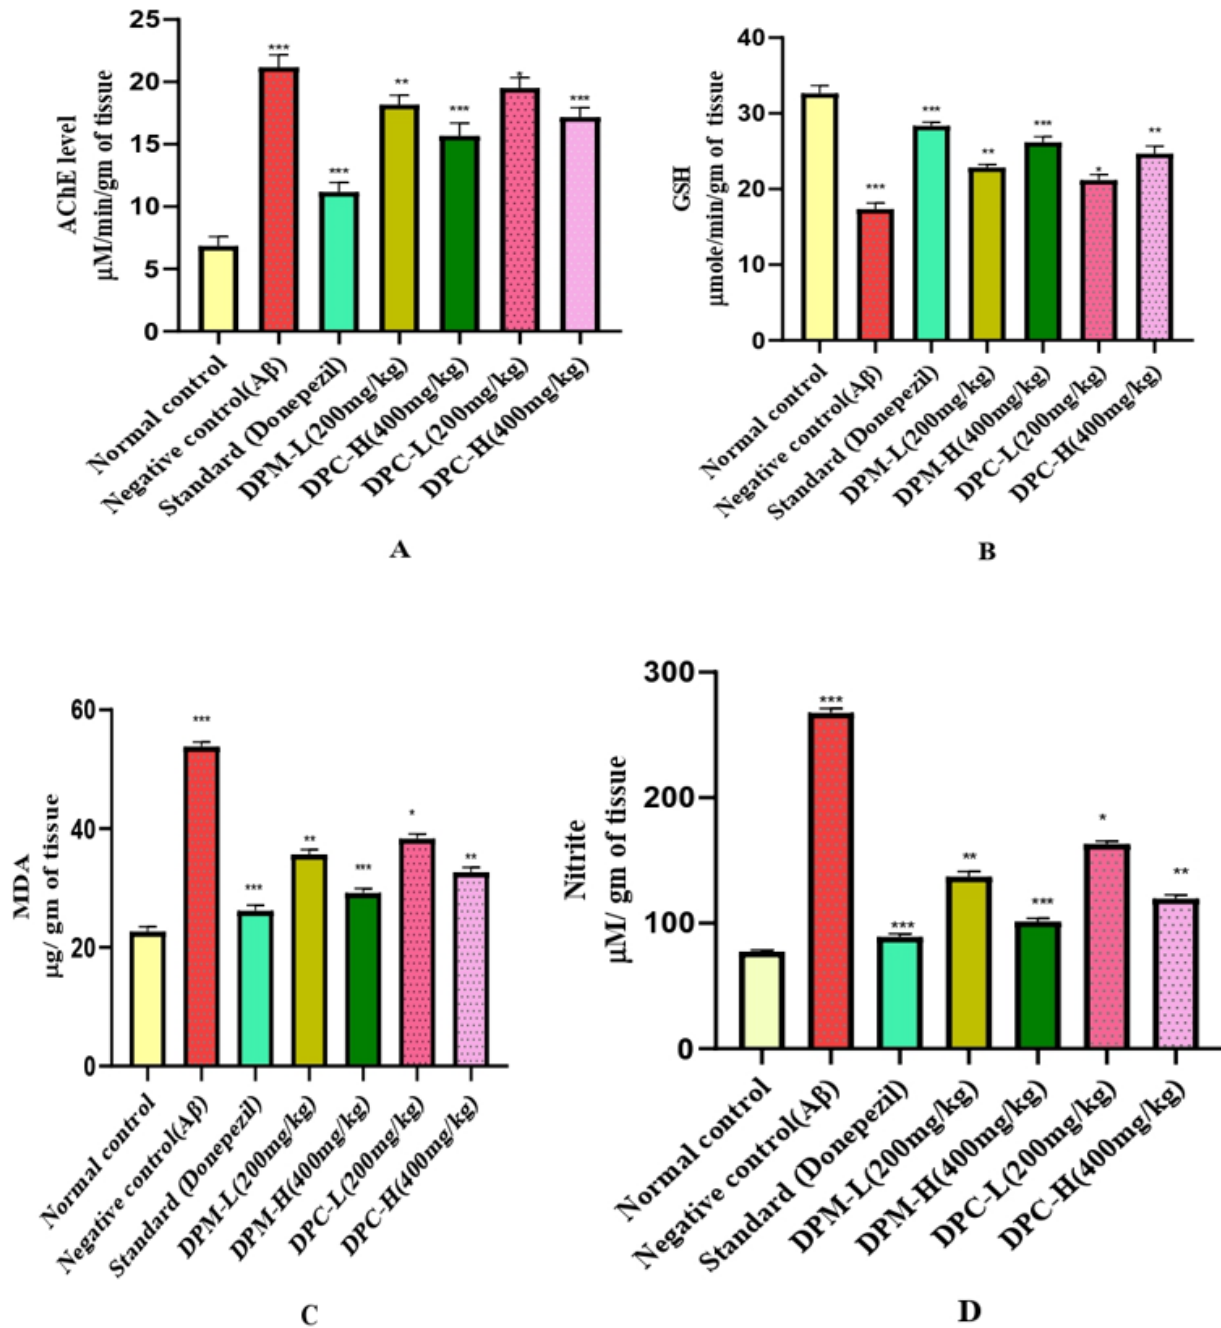 25
20
15
10
5
0
AChE level
μM/min/gm of tissue
***
***
**
***
*
***
Normal control
Negative control(Aβ)
Standard (Donepezil)
DPM-L(200mg/kg)
DPC-H(400mg/kg)
DPC-L(200mg/kg)
DPC-H(400mg/kg)
A
40
30
20
10
0
GSH
μmole/min/gm of tissue
***
***
**
***
*
**
Normal control
Negative control(Aβ)
Standard (Donepezil)
DPM-L(200mg/kg)
DPM-H(400mg/kg)
DPC-L(200mg/kg)
DPC-H(400mg/kg)
B
60
40
20
0
MDA
μg/ gm of tissue
***
***
**
***
*
**
Normal control
Negative control(Aβ)
Standard (Donepezil)
DPM-L(200mg/kg)
DPM-H(400mg/kg)
DPC-L(200mg/kg)
DPC-H(400mg/kg)
C
300
200
100
0
Nitrite
μM/ gm of tissue
***
***
**
***
*
**
Normal control
Negative control(Aβ)
Standard (Donepezil)
DPM-L(200mg/kg)
DPM-H(400mg/kg)
DPC-L(200mg/kg)
DPC-H(400mg/kg)
D